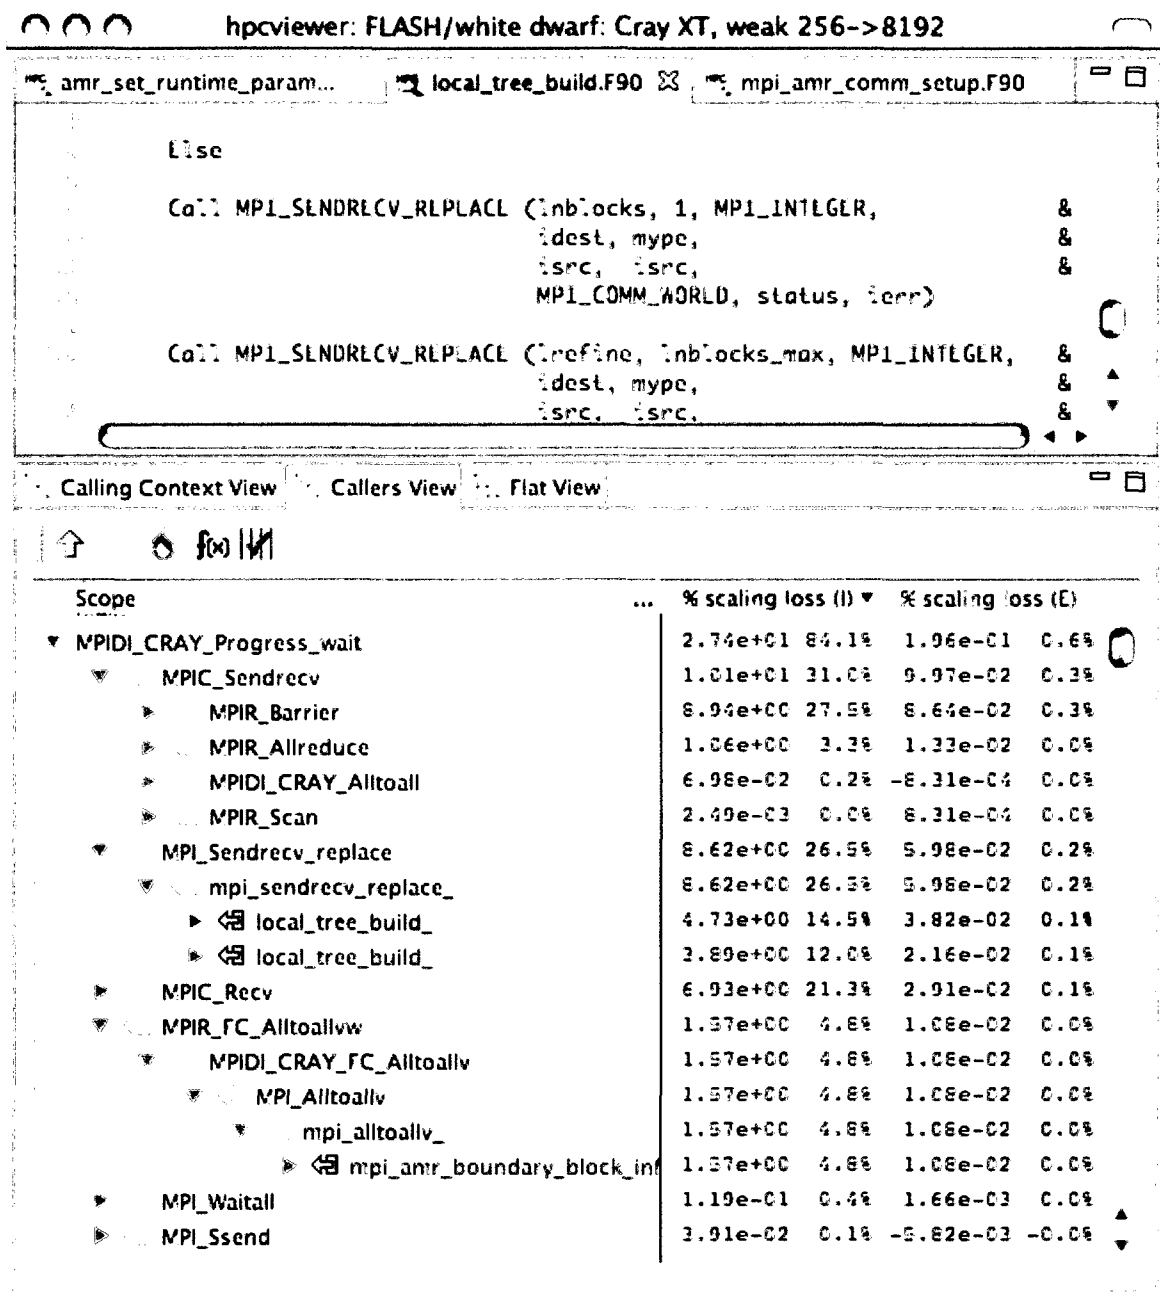 hpcviewer: FLASH/white dwarf: Cray XT, weak 256->8192
amr_set_runtime_param... local_tree_build.F90 mpi_amr_comm_setup.F90
Else
Call MPI_SENDRECV_REPLACE (lnblocks, 1, MPI_INTEGER, &
idest, mype, &
isrc, isrc, &
MPI_COMM_WORLD, status, ierr)
Call MPI_SENDRECV_REPLACE (lrefine, lnblocks_max, MPI_INTEGER, &
idest, mype, &
isrc, isrc, &
Calling Context View Callers View Flat View
f(x)
Scope ... % scaling loss (I) % scaling loss (E)
MPIDI_CRAY_Progress_wait 2.74e+01 84.1% 1.96e-01 0.6%
MPIC_Sendrecv 1.01e+01 31.0% 9.97e-02 0.3%
MPIR_Barrier 8.94e+00 27.5% 8.64e-02 0.3%
MPIR_Allreduce 1.06e+00 3.3% 1.33e-02 0.0%
MPIDI_CRAY_Alltoall 6.98e-02 0.2% -8.31e-04 0.0%
MPIR_Scan 2.49e-03 0.0% 8.31e-04 0.0%
MPI_Sendrecv_replace 8.62e+00 26.5% 5.98e-02 0.2%
mpi_sendrecv_replace_ 8.62e+00 26.5% 5.98e-02 0.2%
local_tree_build_ 4.73e+00 14.5% 3.82e-02 0.1%
local_tree_build_ 3.89e+00 12.0% 2.16e-02 0.1%
MPIC_Recv 6.93e+00 21.3% 2.91e-02 0.1%
MPIR_FC_Alltoallvw 1.57e+00 4.8% 1.08e-02 0.0%
MPIDI_CRAY_FC_Alltoallv 1.57e+00 4.8% 1.08e-02 0.0%
MPI_Alltoallv 1.57e+00 4.8% 1.08e-02 0.0%
mpi_alltoallv_ 1.57e+00 4.8% 1.08e-02 0.0%
mpi_amr_boundary_block_inf 1.57e+00 4.8% 1.08e-02 0.0%
MPI_Waitall 1.19e-01 0.4% 1.66e-03 0.0%
MPI_Ssend 3.91e-02 0.1% -5.82e-03 -0.0%